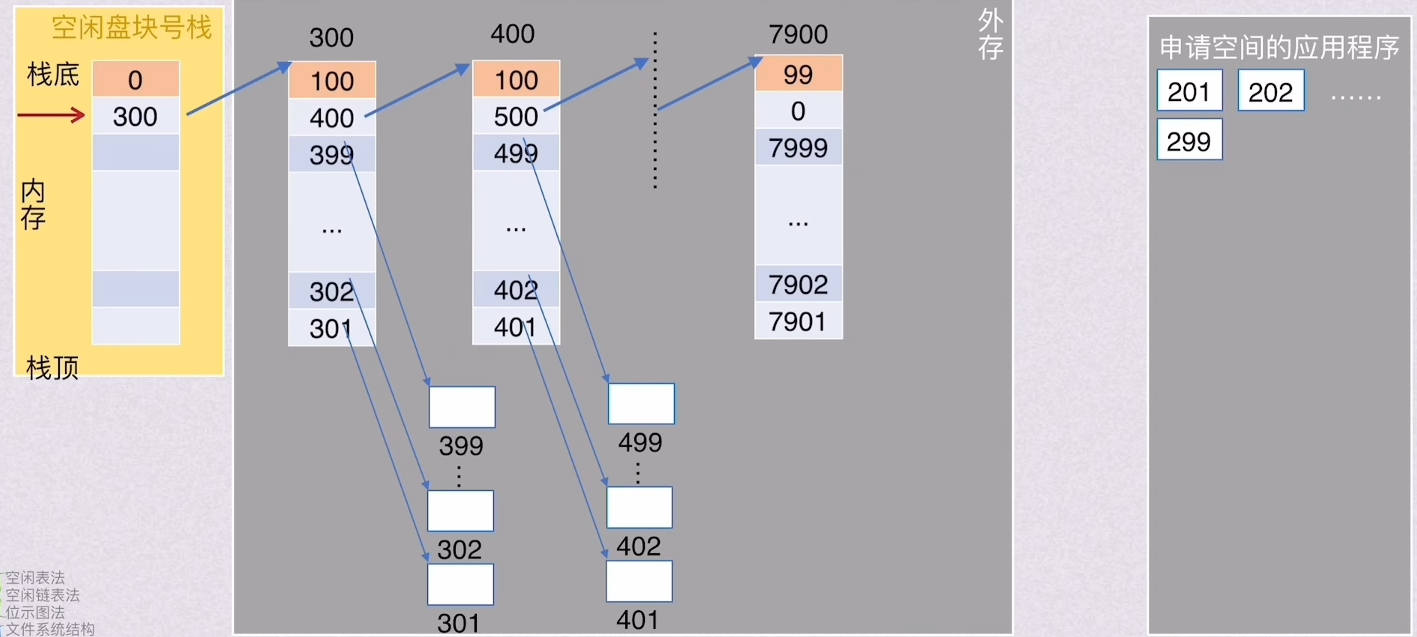 空闲盘块号栈
栈底
0
300
内存
栈顶
外存
300
100
400
399
...
302
301
400
100
500
499
...
402
401
7900
99
0
7999
...
7902
7901
399
302
301
499
402
401
申请空间的应用程序
201 202 ……
299
空闲表法
空闲链表法
位示图法
文件系统结构